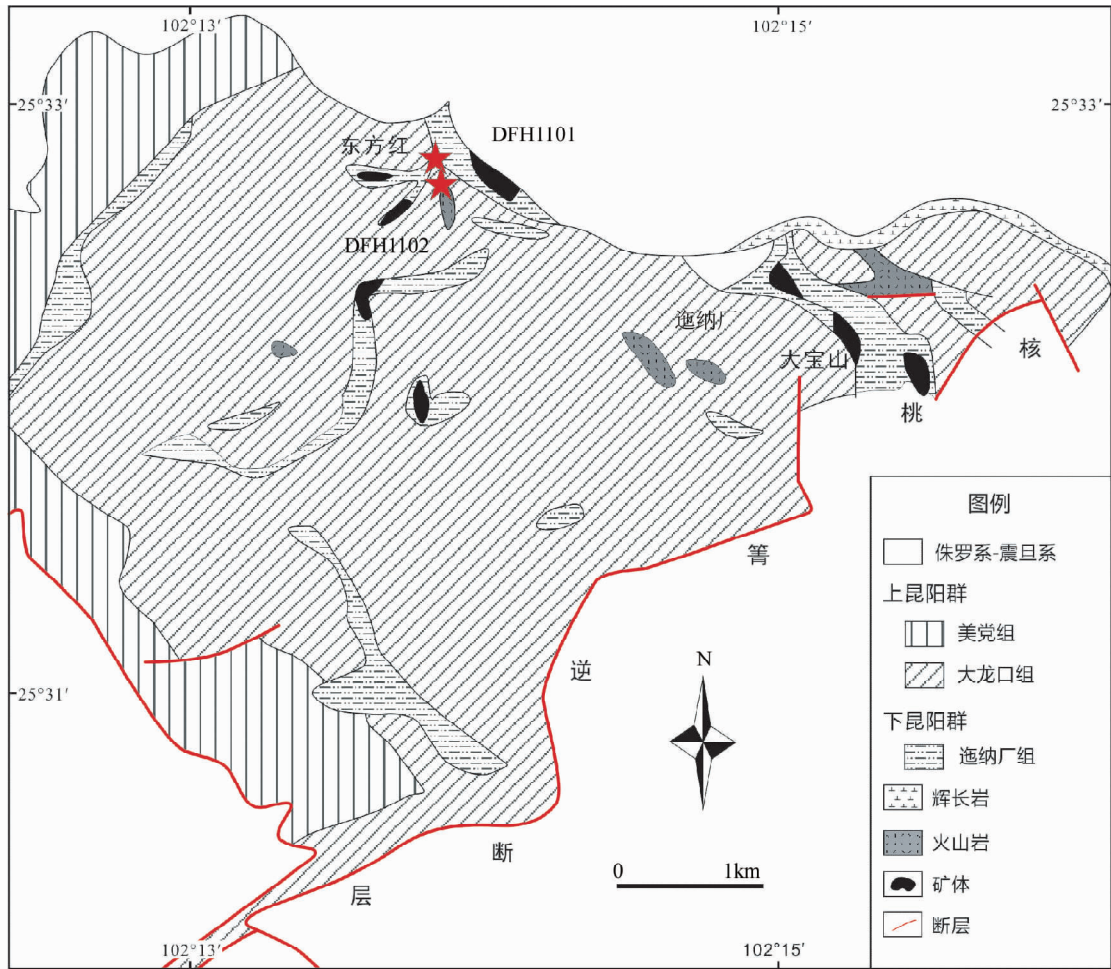 102°13′
102°15′
25°33′
25°33′
DFH1101
东方红
DFH1102
迤纳厂
大宝山
核
桃
箐
逆
断
层
25°31′
N
0
1km
102°13′
102°15′
图例
侏罗系-震旦系
上昆阳群
美党组
大龙口组
下昆阳群
迤纳厂组
辉长岩
火山岩
矿体
断层